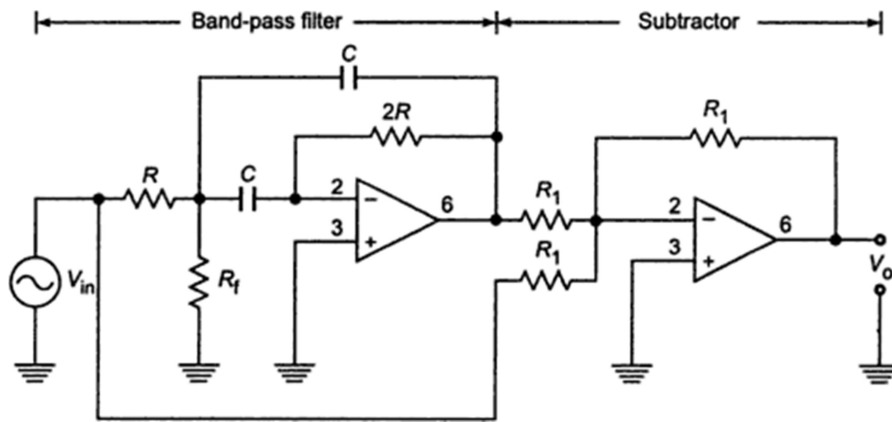 Band-pass filter Subtractor
C
2R R1
R C 2 6 R1 2 6
3 3
Vin Rf R1 Vo
− + − +